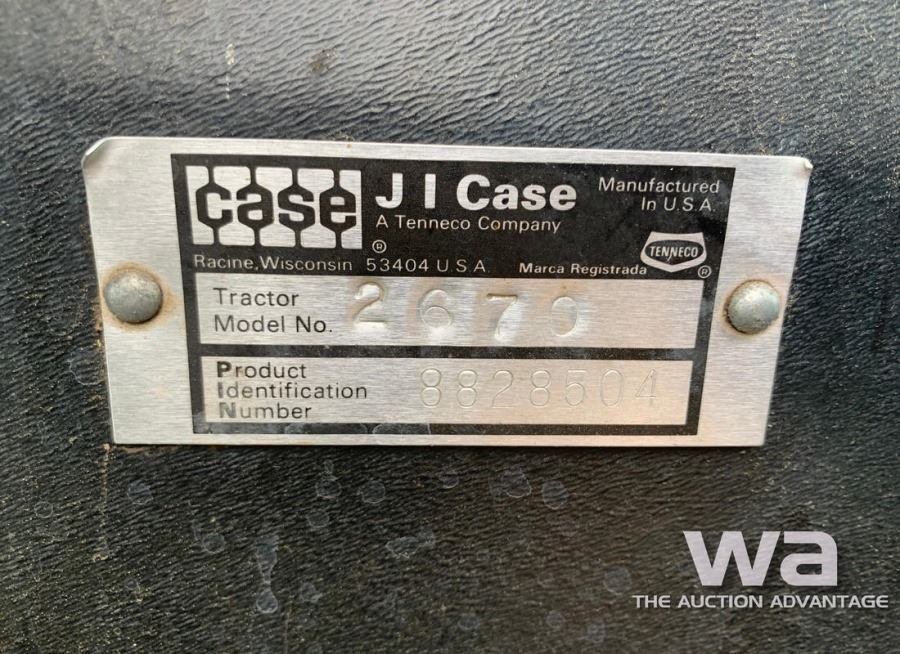 case
®
J I Case
A Tenneco Company
Manufactured
In U.S.A.
Racine, Wisconsin 53404 U.S.A.
Marca Registrada
TENNECO
®
Tractor
Model No. 2670
Product
Identification
Number
8828504
wa
THE AUCTION ADVANTAGE